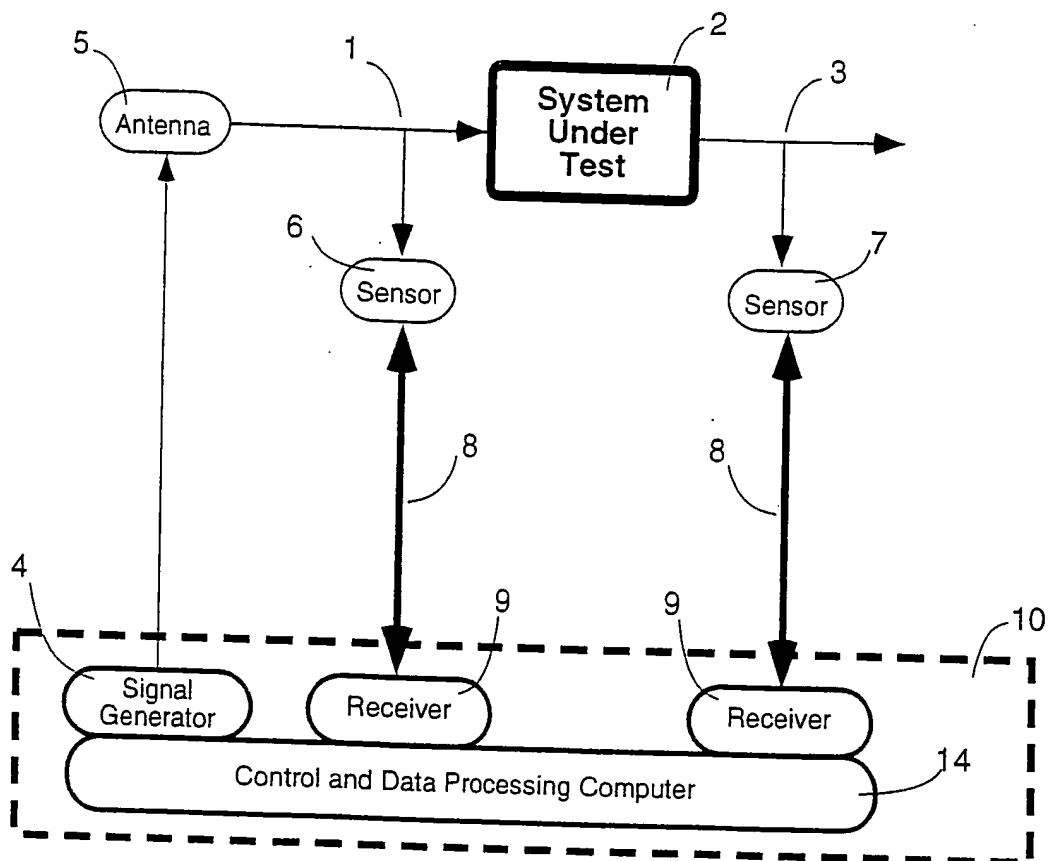 5
1
2
3
Antenna
System
Under
Test
6
7
Sensor
Sensor
8
8
4
9
9
10
Signal
Generator
Receiver
Receiver
Control and Data Processing Computer
14